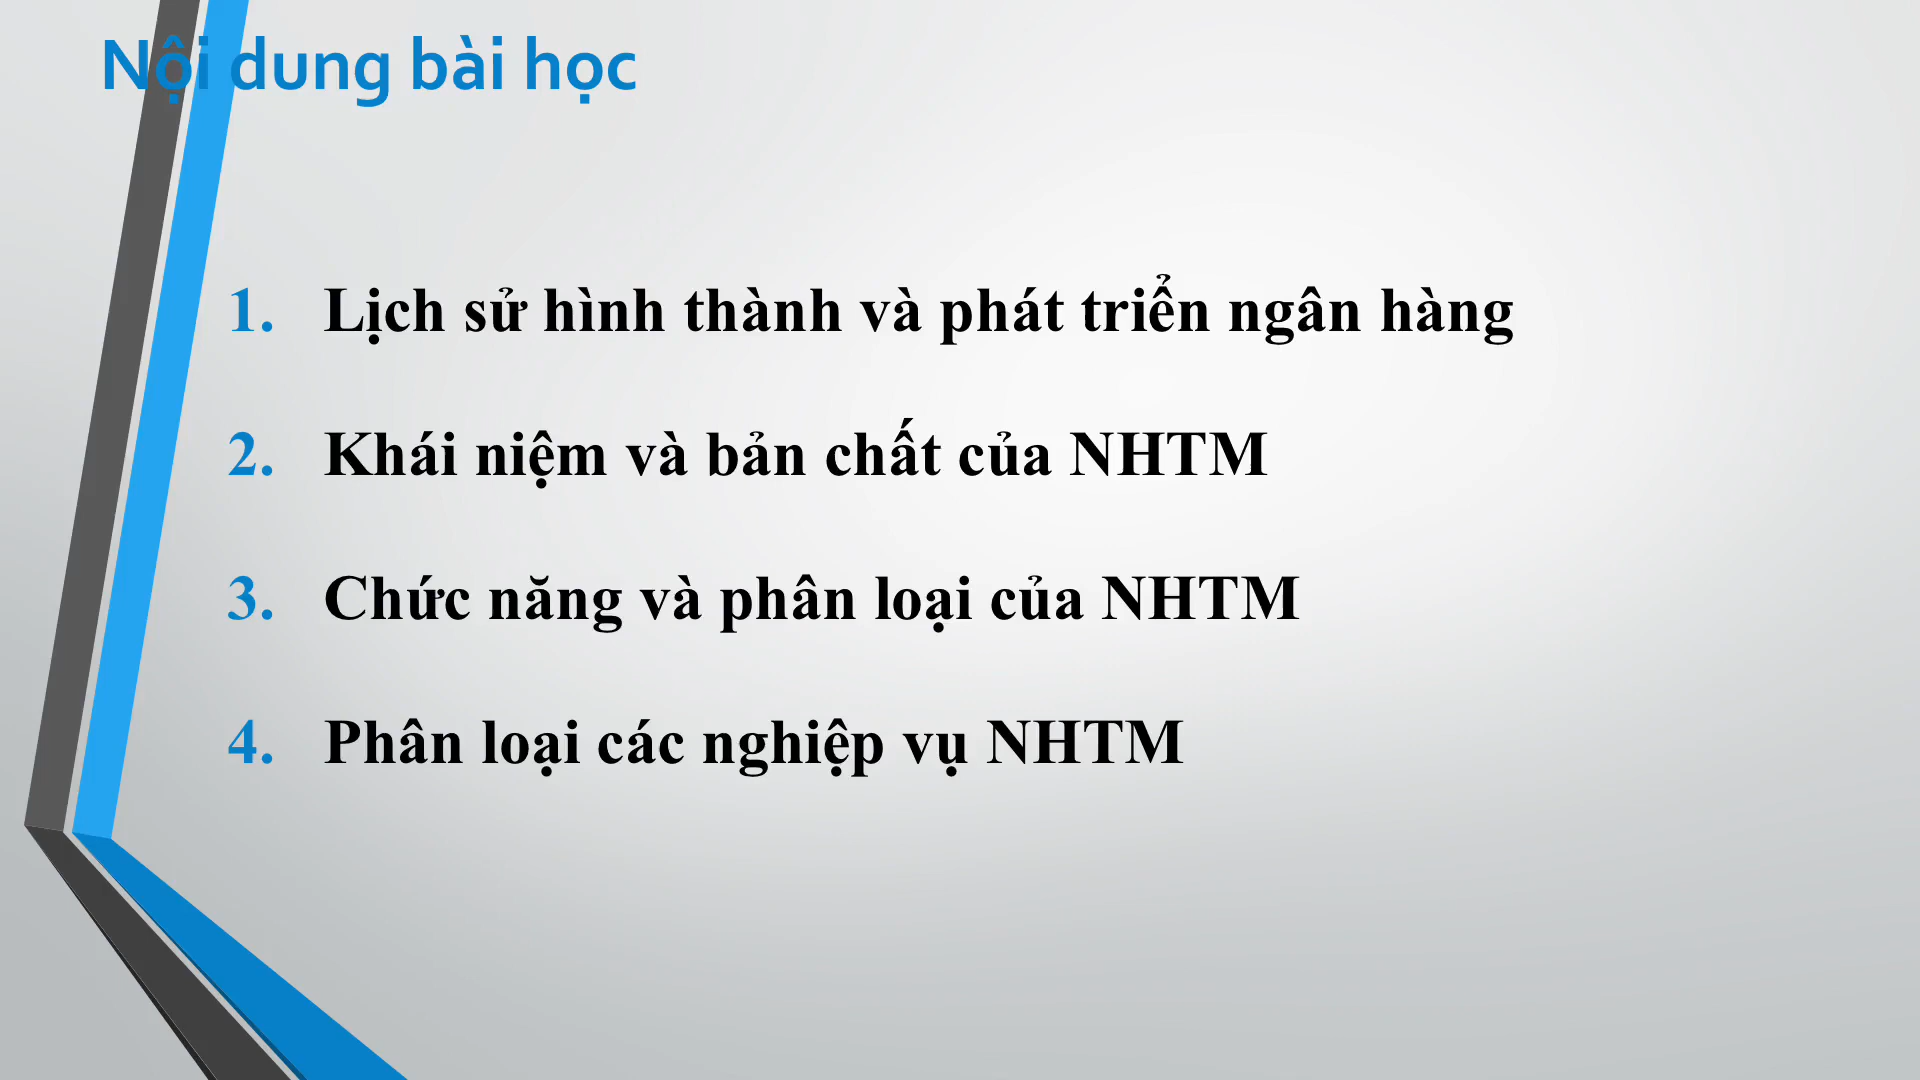 Nội dung bài học
1. Lịch sử hình thành và phát triển ngân hàng
2. Khái niệm và bản chất của NHTM
3. Chức năng và phân loại của NHTM
4. Phân loại các nghiệp vụ NHTM